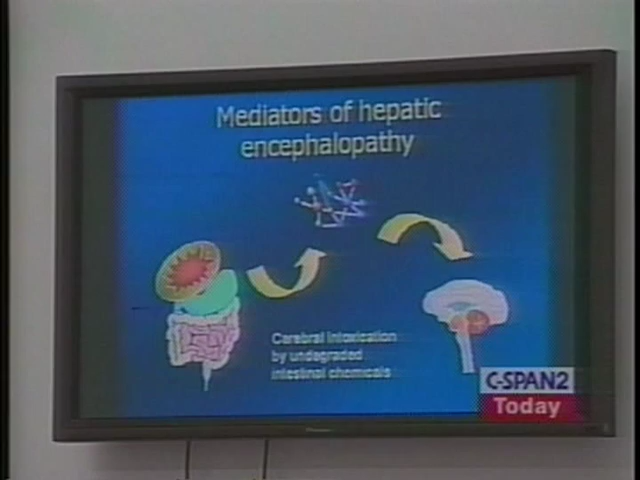 Mediators of hepatic
encephalopathy
Cerebral intoxication
by undegraded
intestinal chemicals
C-SPAN2
Today